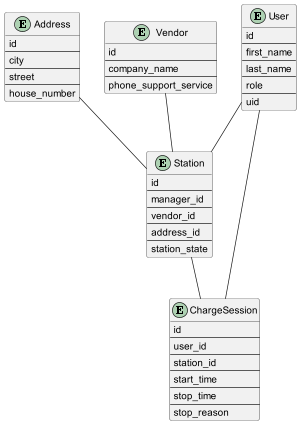 E Address
id
city
street
house_number
E Vendor
id
company_name
phone_support_service
E User
id
first_name
last_name
role
uid
E Station
id
manager_id
vendor_id
address_id
station_state
E ChargeSession
id
user_id
station_id
start_time
stop_time
stop_reason